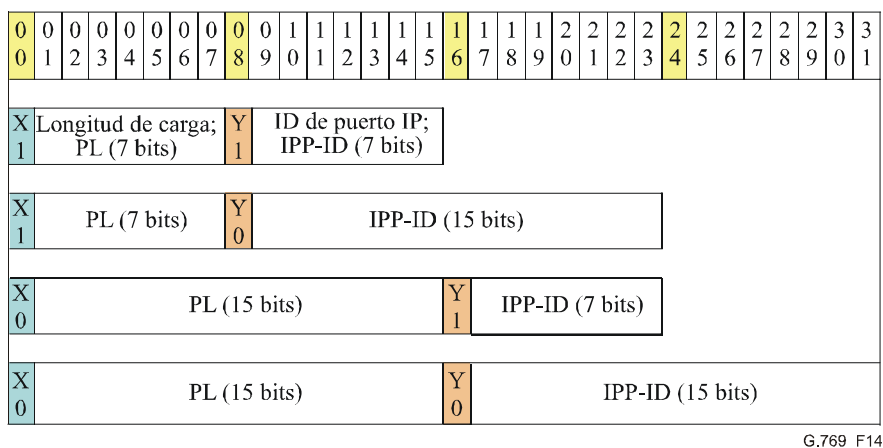 0 0 0 0 0 0 0 0 0 0 1 1 1 1 1 1 1 1 1 1 2 2 2 2 2 2 2 2 2 2 3 3
0 1 2 3 4 5 6 7 8 9 0 1 2 3 4 5 6 7 8 9 0 1 2 3 4 5 6 7 8 9 0 1
X Longitud de carga; Y ID de puerto IP;
1 PL (7 bits) 1 IPP-ID (7 bits)
X PL (7 bits) Y IPP-ID (15 bits)
1 0
X PL (15 bits) Y IPP-ID (7 bits)
0 1
X PL (15 bits) Y IPP-ID (15 bits)
0 0
G.769_F14